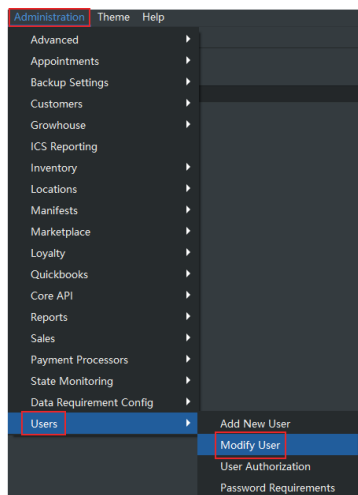 Administration Theme Help
Advanced
Appointments
Backup Settings
Customers
Growhouse
ICS Reporting
Inventory
Locations
Manifests
Marketplace
Loyalty
Quickbooks
Core API
Reports
Sales
Payment Processors
State Monitoring
Data Requirement Config
Users
Add New User
Modify User
User Authorization
Password Requirements